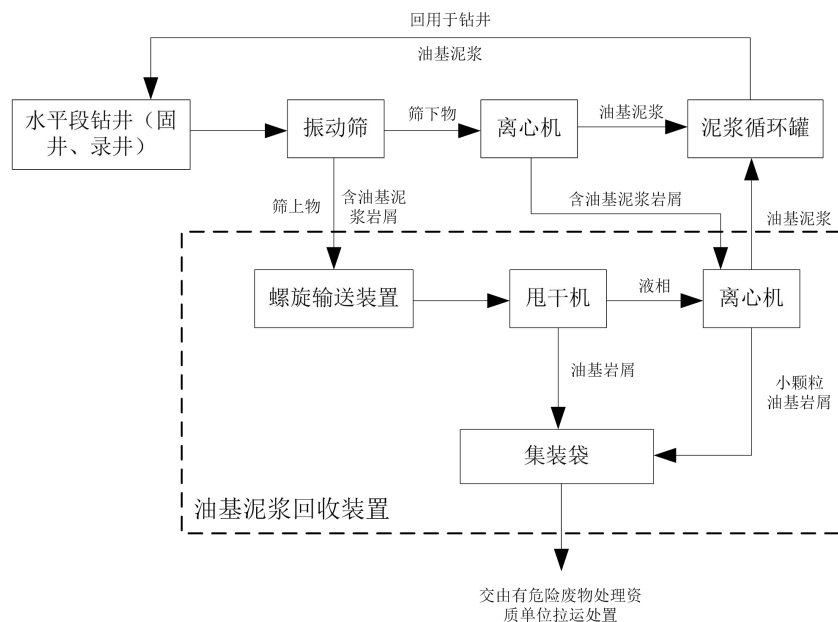 回用于钻井
油基泥浆
水平段钻井（固
井、录井）
振动筛
筛下物
离心机
油基泥浆
泥浆循环罐
筛上物
含油基泥
浆岩屑
含油基泥浆岩屑
油基泥浆
螺旋输送装置
甩干机
液相
离心机
油基岩屑
小颗粒
油基岩屑
集装袋
油基泥浆回收装置
交由有危险废物处理资
质单位拉运处置